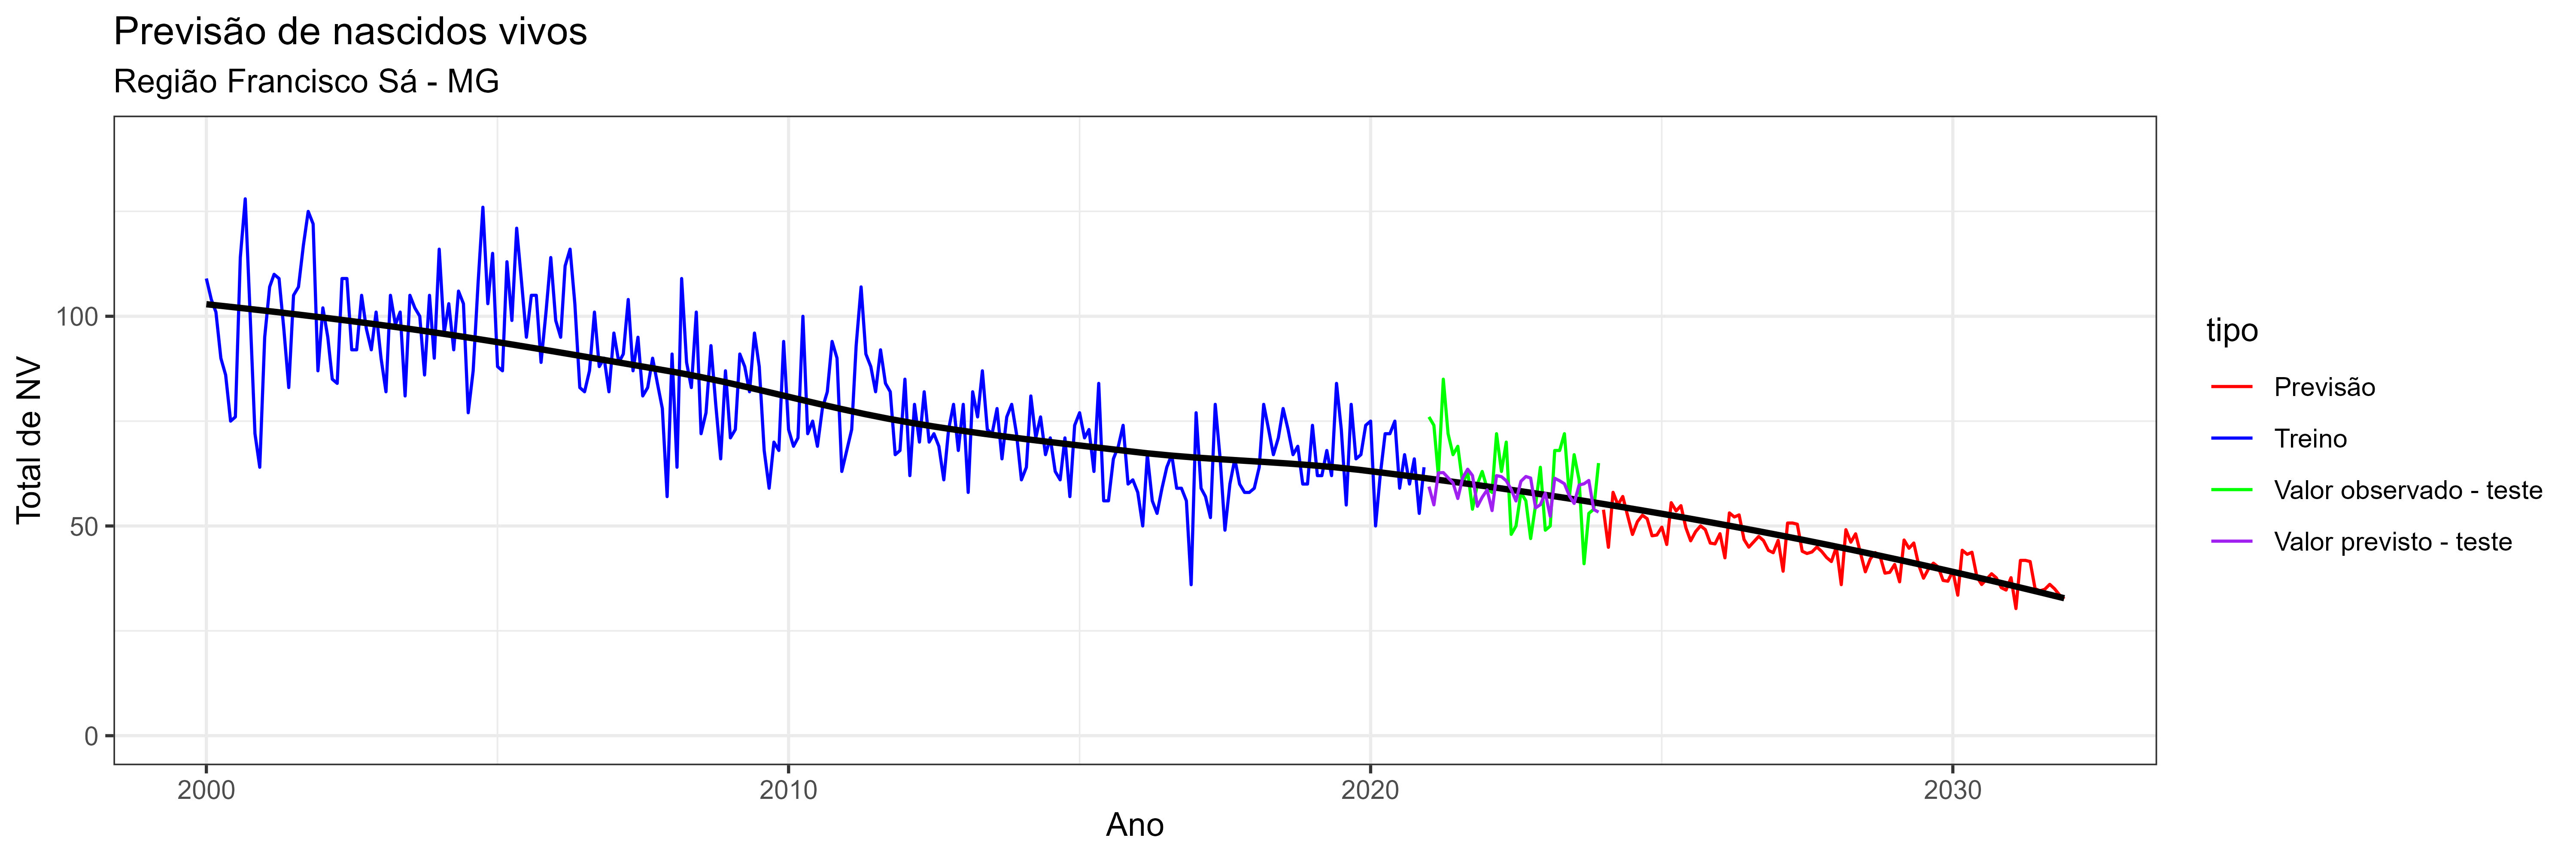 Previsão de nascidos vivos
Região Francisco Sá - MG
Total de NV
100
50
0
2000
2010
2020
2030
Ano
tipo
Previsão
Treino
Valor observado - teste
Valor previsto - teste